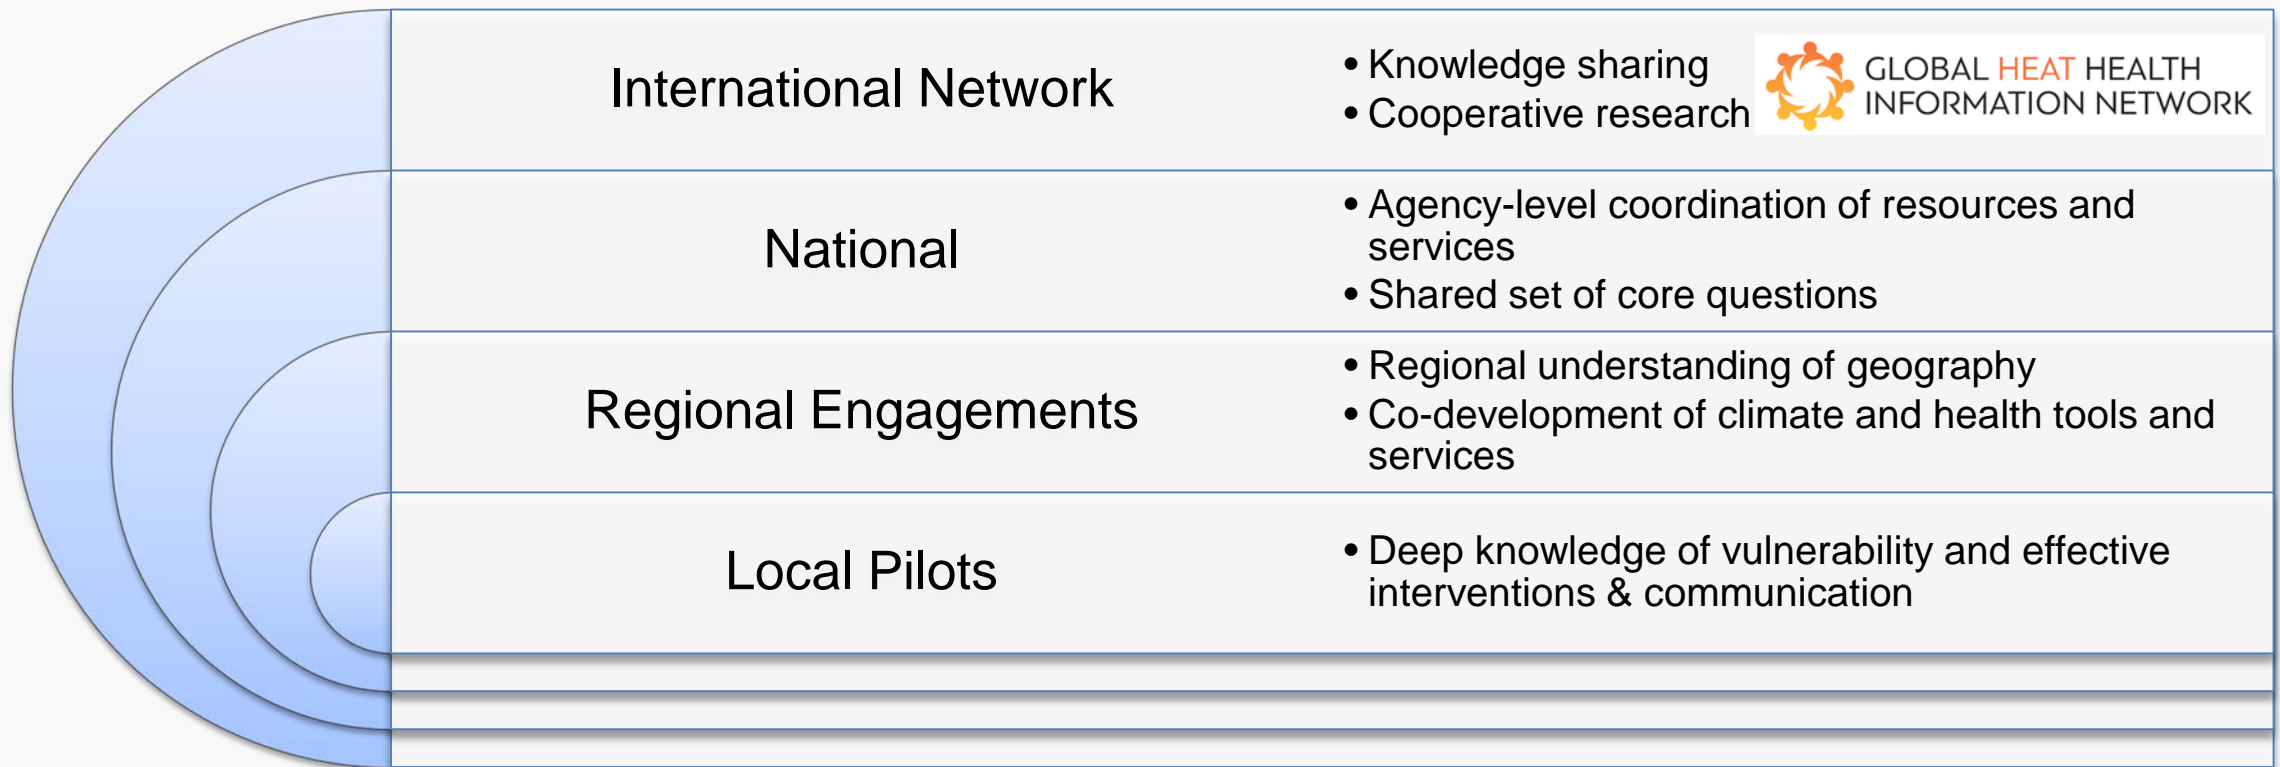 International Network
• Knowledge sharing
• Cooperative research
GLOBAL HEAT HEALTH
INFORMATION NETWORK
National
• Agency-level coordination of resources and
services
• Shared set of core questions
Regional Engagements
• Regional understanding of geography
• Co-development of climate and health tools and
services
Local Pilots
• Deep knowledge of vulnerability and effective
interventions & communication